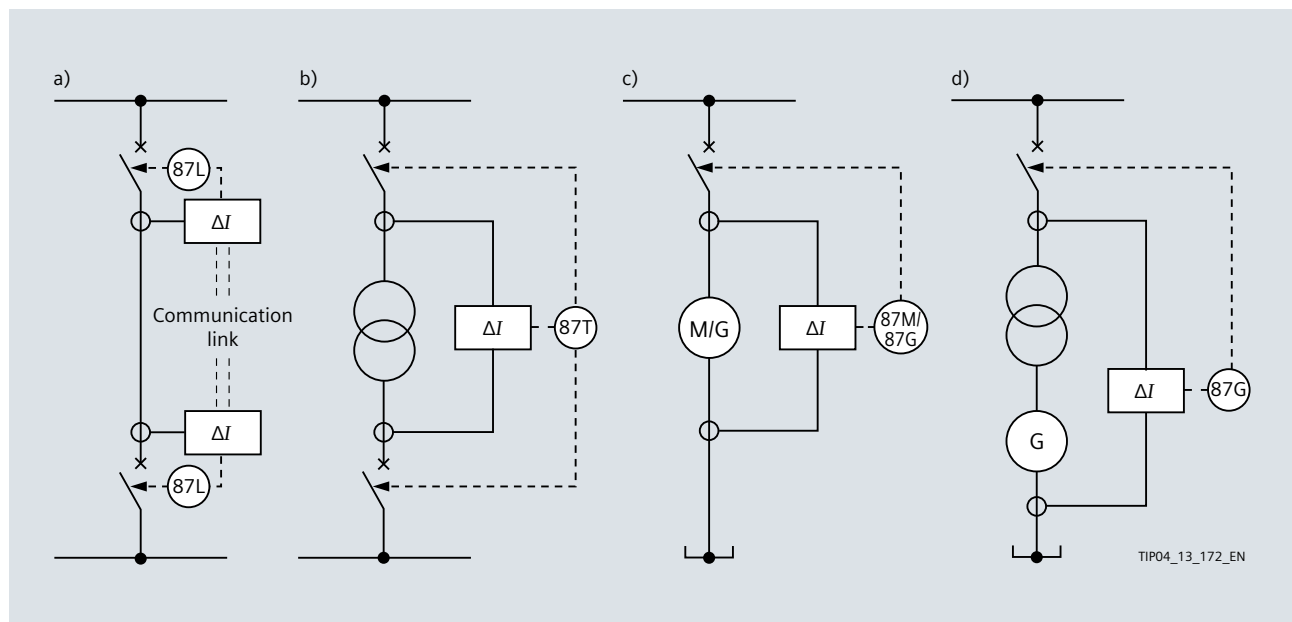 a)
b)
c)
d)
87L
ΔI
Communication
link
ΔI
87L
ΔI
87T
M/G
ΔI
87M/
87G
ΔI
87G
G
TIP04_13_172_EN